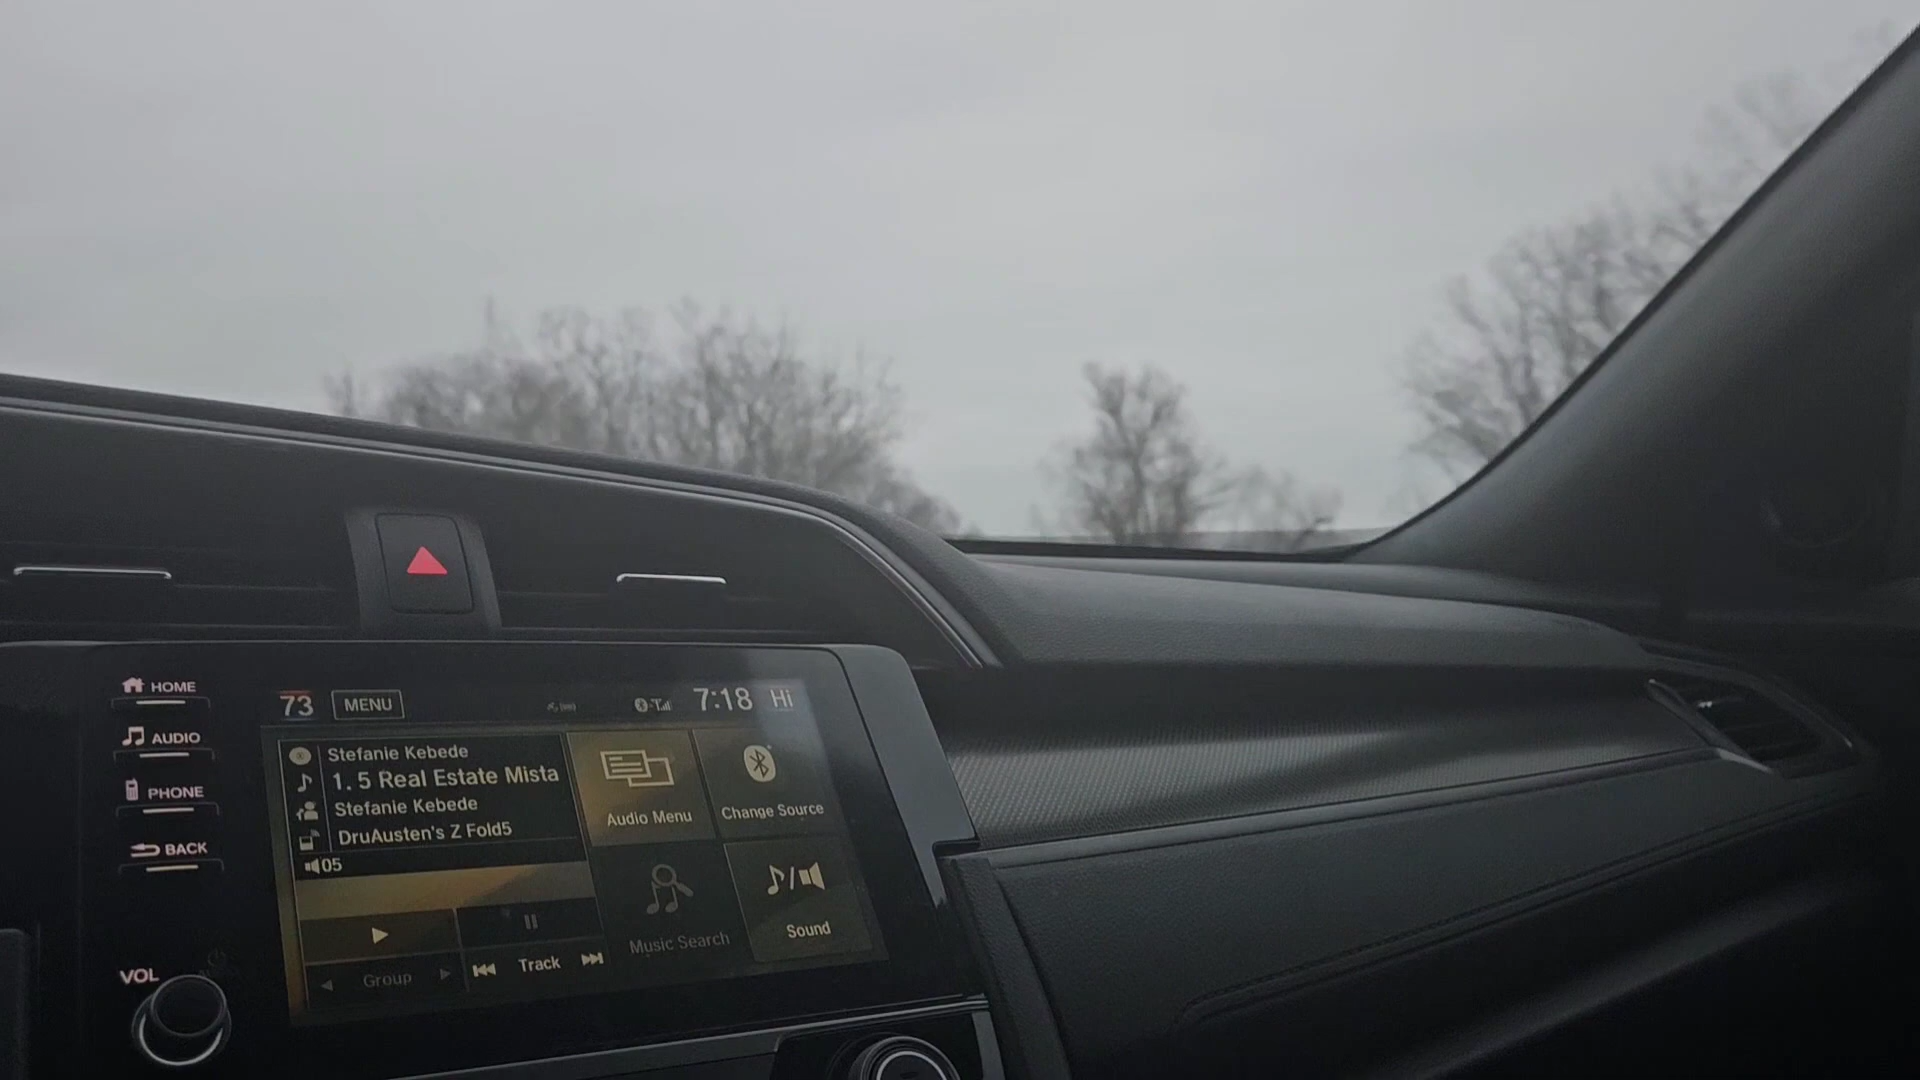 HOME
AUDIO
PHONE
BACK
VOL
73 MENU 7:18 Hi
Stefanie Kebede
1. 5 Real Estate Mista
Stefanie Kebede
DruAusten's Z Fold5
05
Group
Track
Audio Menu
Change Source
Music Search
Sound